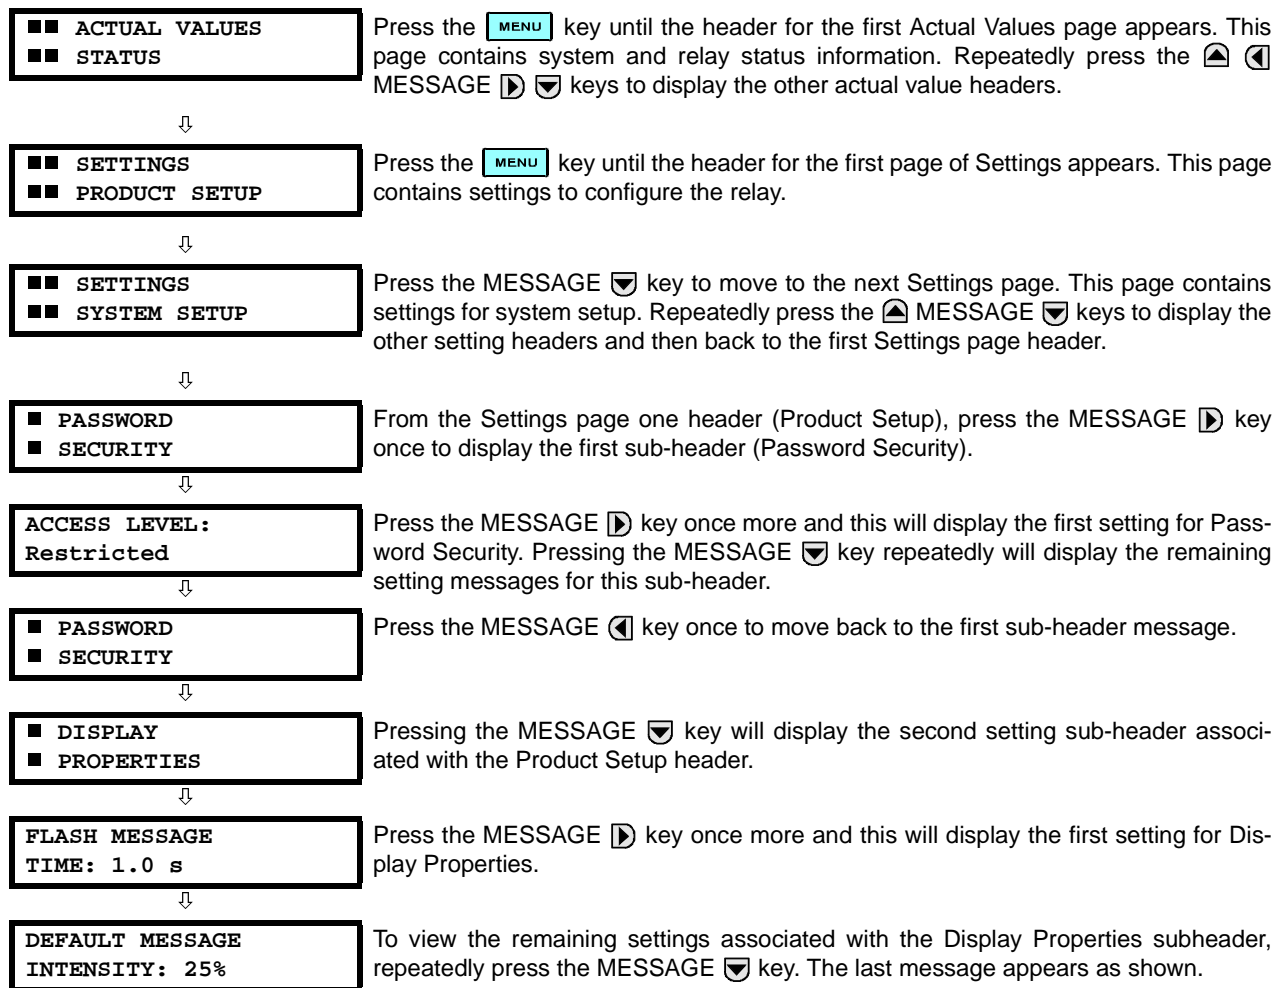 ■■ ACTUAL VALUES
■■ STATUS
Press the MENU key until the header for the first Actual Values page appears. This
page contains system and relay status information. Repeatedly press the ▲ ◀
MESSAGE ▶ ▼ keys to display the other actual value headers.
⇩
■■ SETTINGS
■■ PRODUCT SETUP
Press the MENU key until the header for the first page of Settings appears. This page
contains settings to configure the relay.
⇩
■■ SETTINGS
■■ SYSTEM SETUP
Press the MESSAGE ▼ key to move to the next Settings page. This page contains
settings for system setup. Repeatedly press the ▲ MESSAGE ▼ keys to display the
other setting headers and then back to the first Settings page header.
⇩
■ PASSWORD
■ SECURITY
From the Settings page one header (Product Setup), press the MESSAGE ▶ key
once to display the first sub-header (Password Security).
⇩
ACCESS LEVEL:
Restricted
Press the MESSAGE ▶ key once more and this will display the first setting for Pass-
word Security. Pressing the MESSAGE ▼ key repeatedly will display the remaining
setting messages for this sub-header.
⇩
■ PASSWORD
■ SECURITY
Press the MESSAGE ◀ key once to move back to the first sub-header message.
⇩
■ DISPLAY
■ PROPERTIES
Pressing the MESSAGE ▼ key will display the second setting sub-header associ-
ated with the Product Setup header.
⇩
FLASH MESSAGE
TIME: 1.0 s
Press the MESSAGE ▶ key once more and this will display the first setting for Dis-
play Properties.
⇩
DEFAULT MESSAGE
INTENSITY: 25%
To view the remaining settings associated with the Display Properties subheader,
repeatedly press the MESSAGE ▼ key. The last message appears as shown.